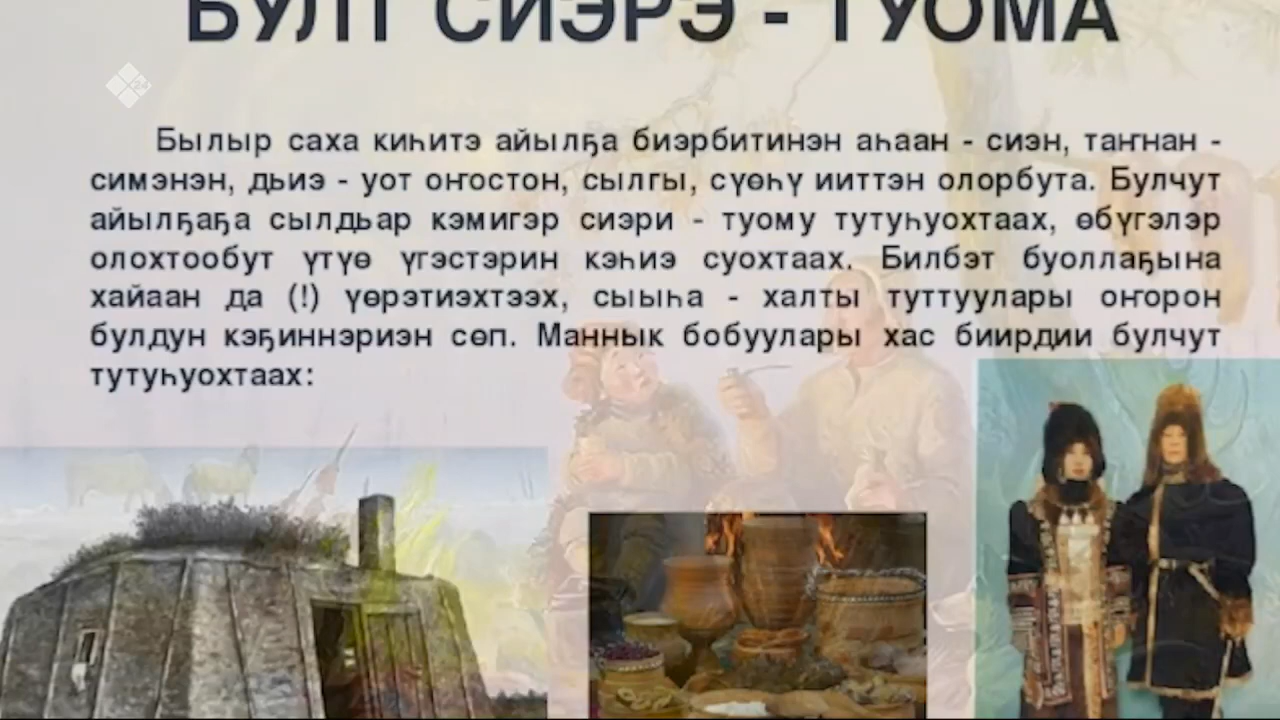 БУЛТ СИЭРЭ - ТУОМА
24
Былыр саха киһитэ айылҕа биэрбитинэн аһаан - сиэн, таҥнан -
симэнэн, дьиэ - уот оҥостон, сылгы, сүөһү ииттэн олорбута. Булчут
айылҕаҕа сылдьар кэмигэр сиэри - туому тутуһуохтаах, өбүгэлэр
олохтообут үтүө үгэстэрин кэһиэ суохтаах. Билбэт буоллаҕына
хайаан да (!) үөрэтиэхтээх, сыыһа - халты туттуулары оҥорон
булдун кэҕиннэриэн сөп. Маннык бобуулары хас биирдии булчут
тутуһуохтаах: